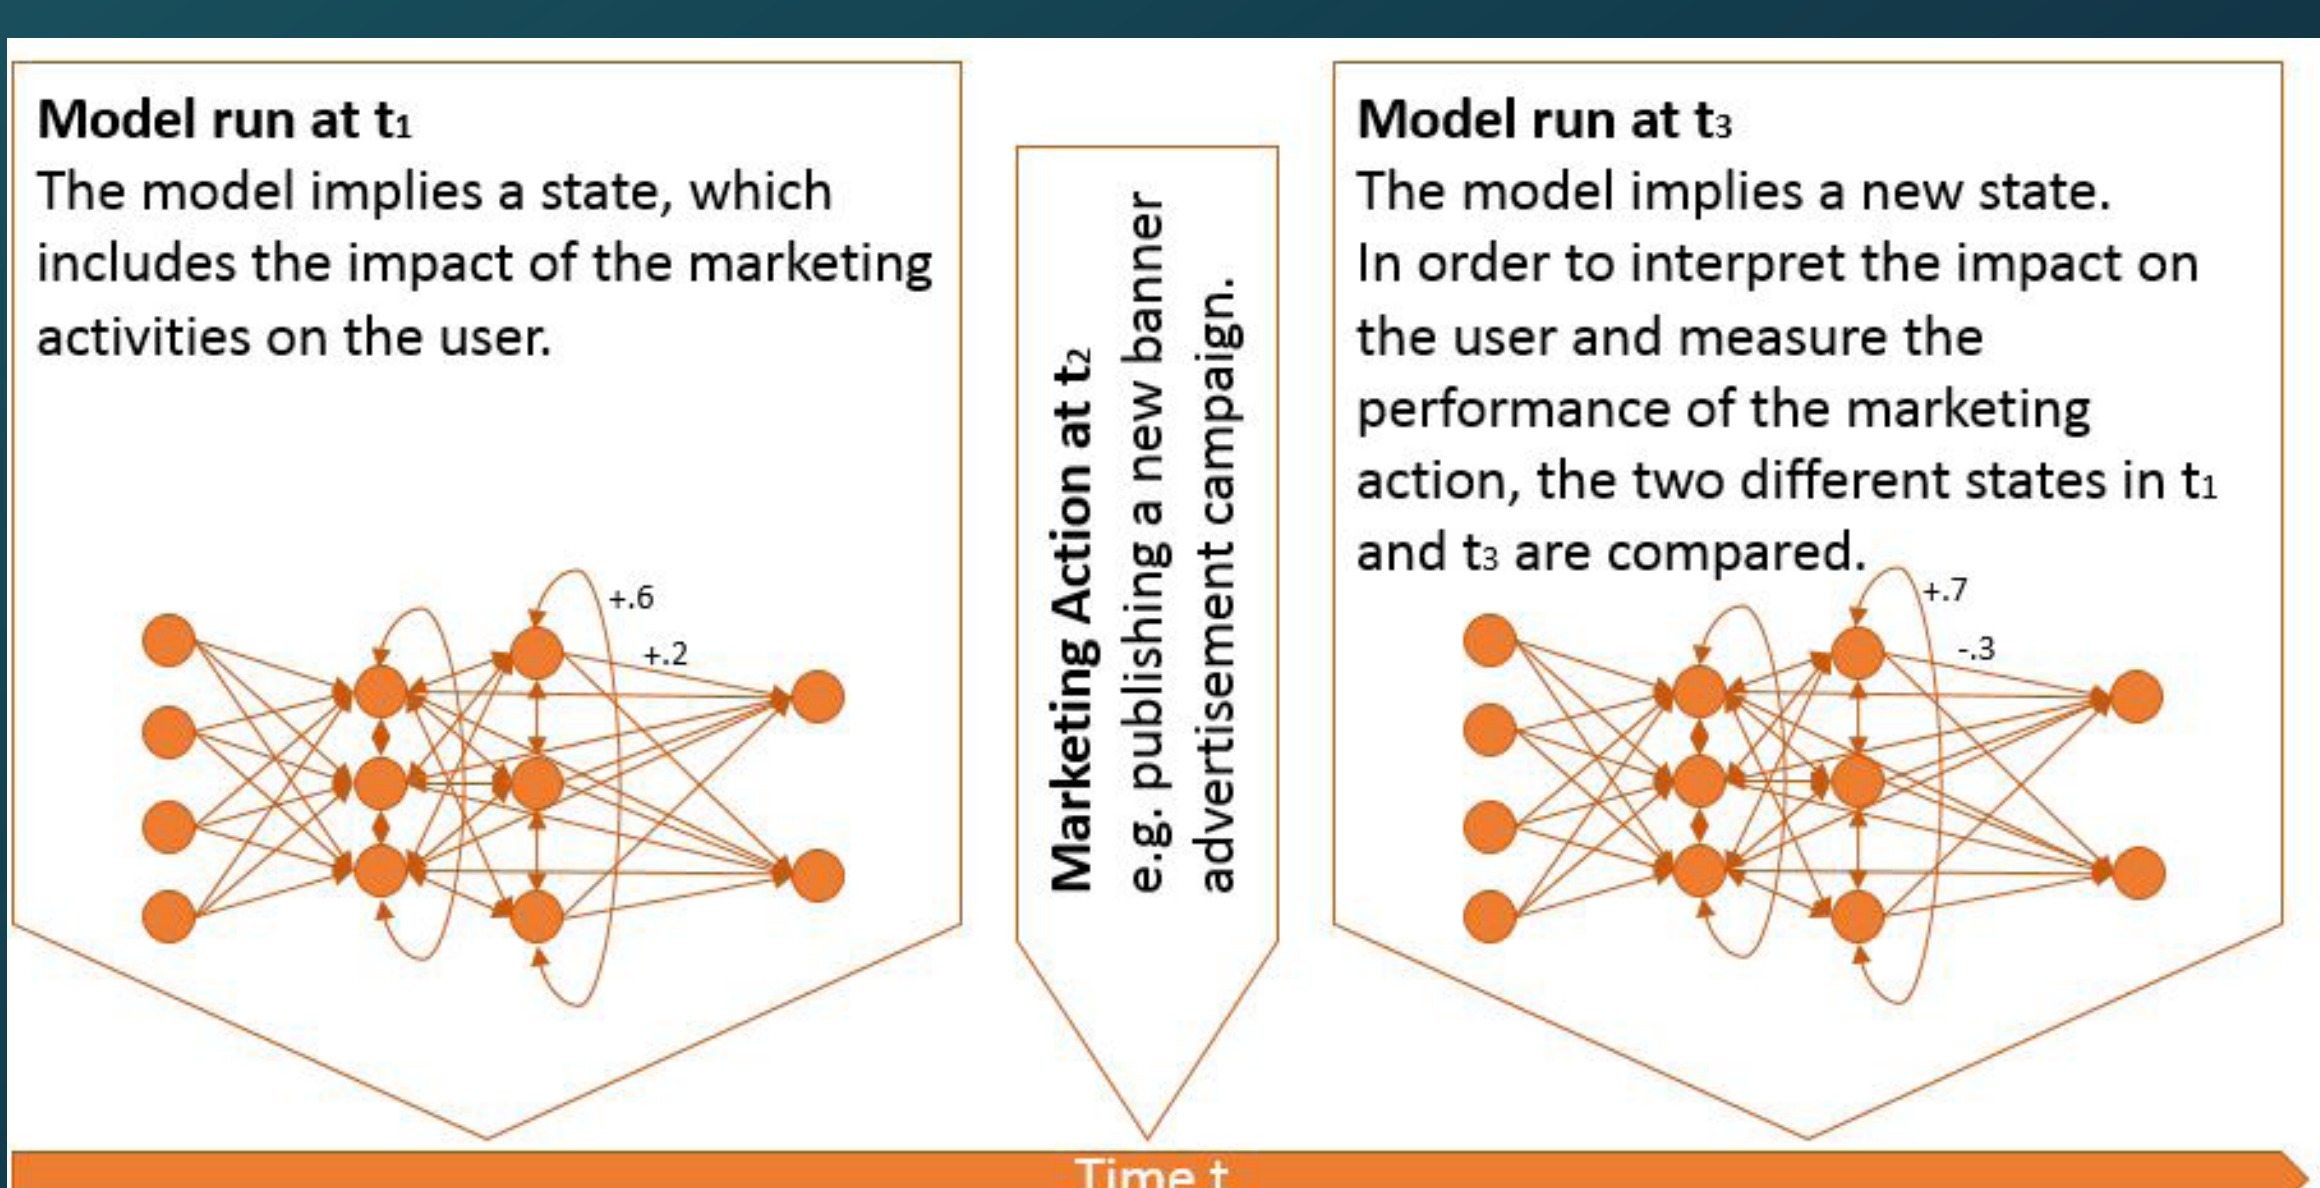 Model run at t1
The model implies a state, which
includes the impact of the marketing
activities on the user.
+.6
+.2
Marketing Action at t2
e.g. publishing a new banner
advertisement campaign.
Model run at t3
The model implies a new state.
In order to interpret the impact on
the user and measure the
performance of the marketing
action, the two different states in t1
and t3 are compared.
+.7
-.3
Time t